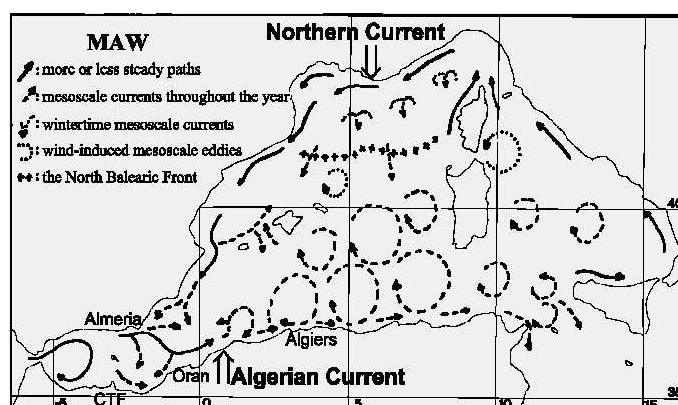 Northern Current
MAW
: more or less steady paths
: mesoscale currents throughout the year
: wintertime mesoscale currents
: wind-induced mesoscale eddies
: the North Balearic Front
40
Almeria
Algiers
Oran
Algerian Current
CTF
-5
0
5
10
15
35